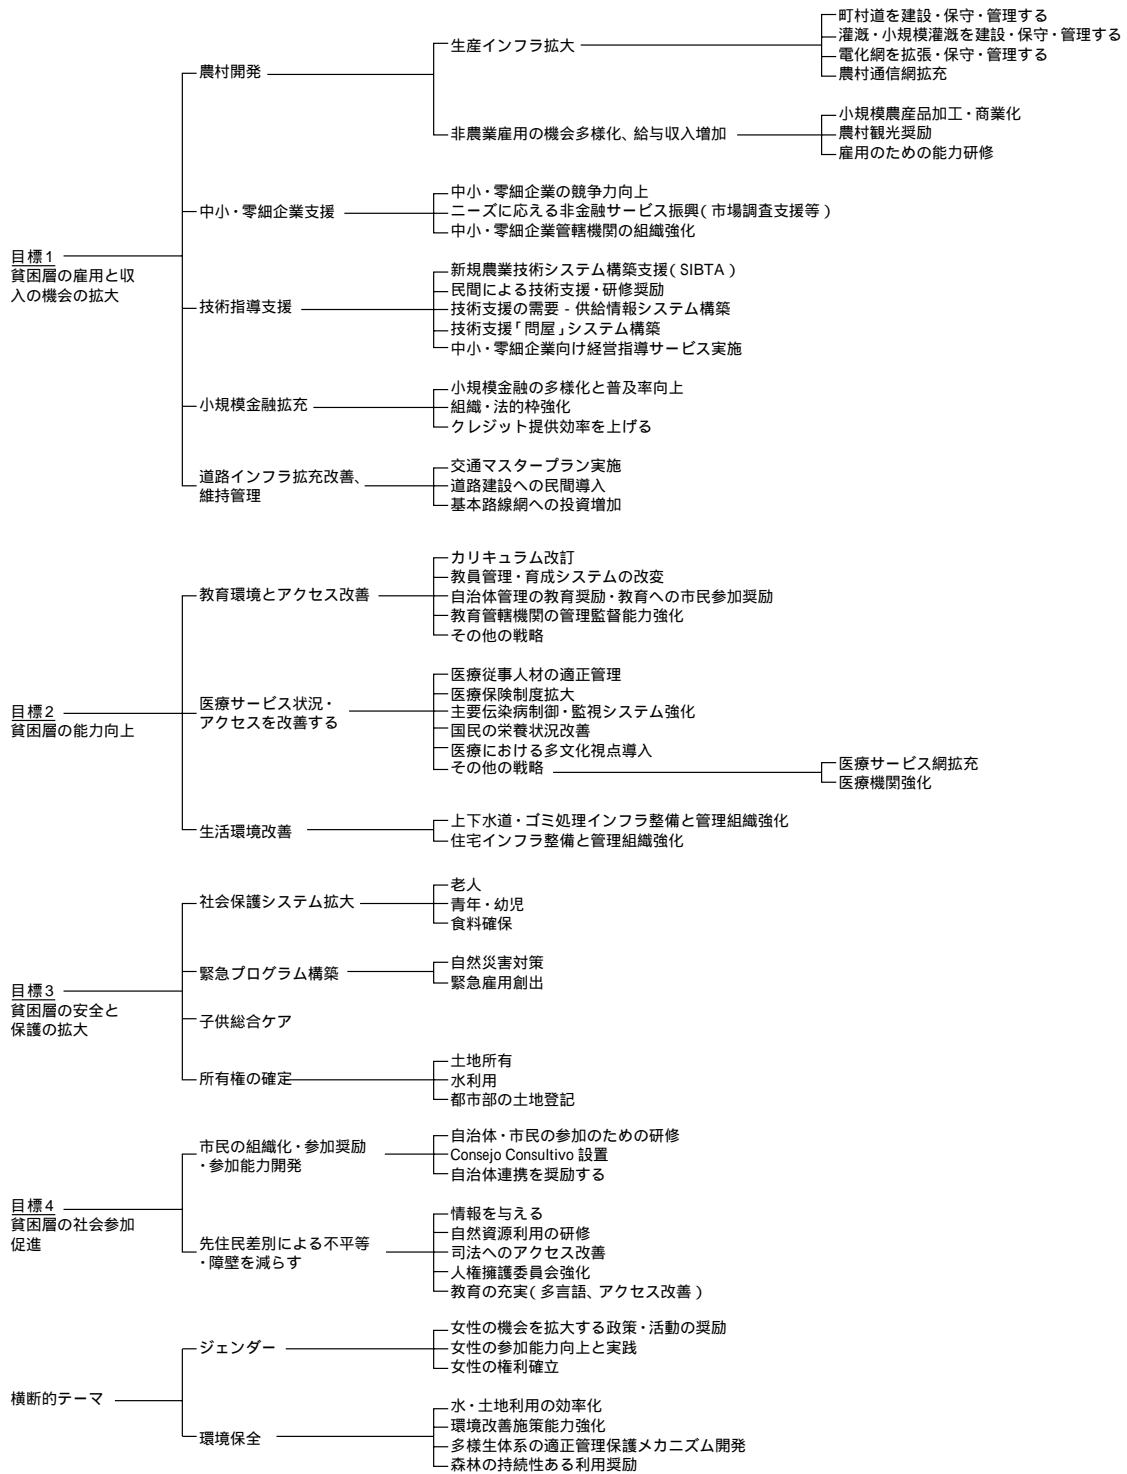 目標1
貧困層の雇用と収
入の機会の拡大
農村開発
生産インフラ拡大
町村道を建設・保守・管理する
灌漑・小規模灌漑を建設・保守・管理する
電化網を拡張・保守・管理する
農村通信網拡充
非農業雇用の機会多様化、給与収入増加
小規模農産品加工・商業化
農村観光奨励
雇用のための能力研修
中小・零細企業支援
中小・零細企業の競争力向上
ニーズに応える非金融サービス振興(市場調査支援等)
中小・零細企業管轄機関の組織強化
技術指導支援
新規農業技術システム構築支援(SIBTA)
民間による技術支援・研修奨励
技術支援の需要 - 供給情報システム構築
技術支援「問屋」システム構築
中小・零細企業向け経営指導サービス実施
小規模金融拡充
小規模金融の多様化と普及率向上
組織・法的枠強化
クレジット提供効率を上げる
道路インフラ拡充改善、
維持管理
交通マスタープラン実施
道路建設への民間導入
基本路線網への投資増加
目標2
貧困層の能力向上
教育環境とアクセス改善
カリキュラム改訂
教員管理・育成システムの改変
自治体管理の教育奨励・教育への市民参加奨励
教育管轄機関の管理監督能力強化
その他の戦略
医療サービス状況・
アクセスを改善する
医療従事人材の適正管理
医療保険制度拡大
主要伝染病制御・監視システム強化
国民の栄養状況改善
医療における多文化視点導入
その他の戦略
医療サービス網拡充
医療機関強化
生活環境改善
上下水道・ゴミ処理インフラ整備と管理組織強化
住宅インフラ整備と管理組織強化
目標3
貧困層の安全と
保護の拡大
社会保護システム拡大
老人
青年・幼児
食料確保
緊急プログラム構築
自然災害対策
緊急雇用創出
子供総合ケア
所有権の確定
土地所有
水利用
都市部の土地登記
目標4
貧困層の社会参加
促進
市民の組織化・参加奨励
・参加能力開発
自治体・市民の参加のための研修
Consejo Consultivo 設置
自治体連携を奨励する
先住民差別による不平等
・障壁を減らす
情報を与える
自然資源利用の研修
司法へのアクセス改善
人権擁護委員会強化
教育の充実(多言語、アクセス改善)
横断的テーマ
ジェンダー
女性の機会を拡大する政策・活動の奨励
女性の参加能力向上と実践
女性の権利確立
環境保全
水・土地利用の効率化
環境改善施策能力強化
多様生体系の適正管理保護メカニズム開発
森林の持続性ある利用奨励